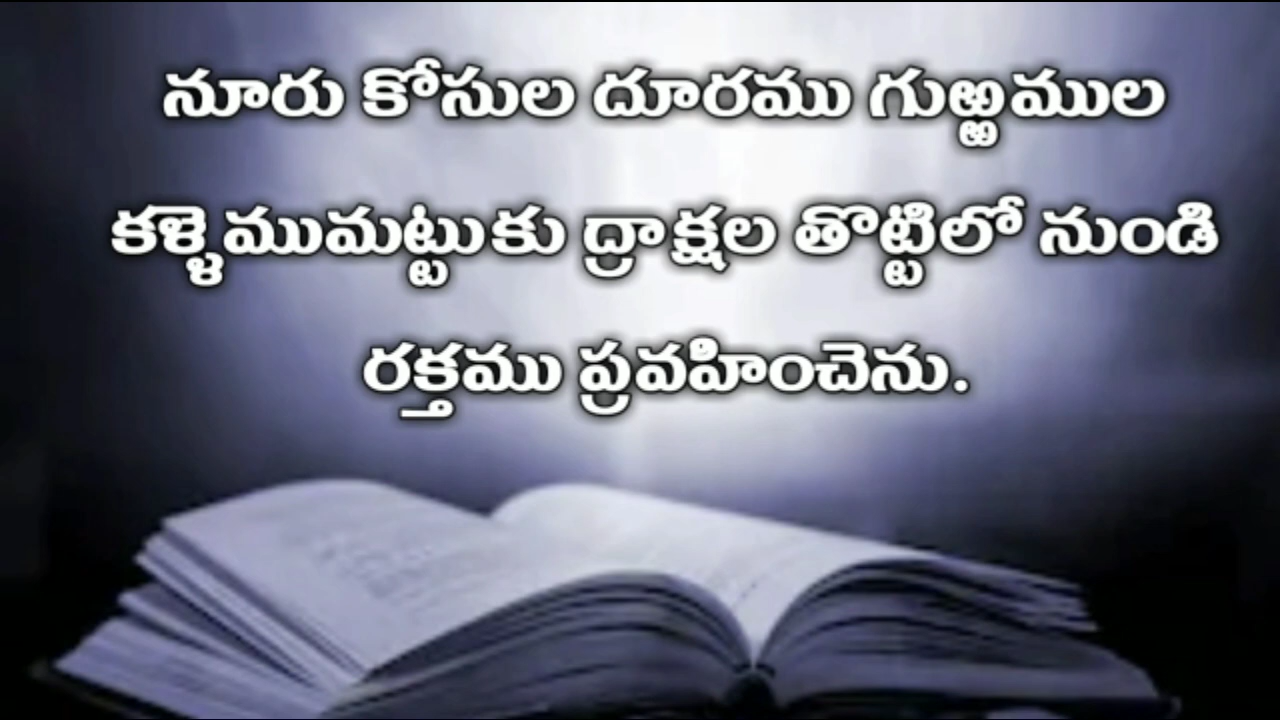 నూరు కోసుల దూరము గుఱ్ఱముల
కళ్ళెముమట్టుకు ద్రాక్షల తొట్టిలో నుండి
రక్తము ప్రవహించెను.